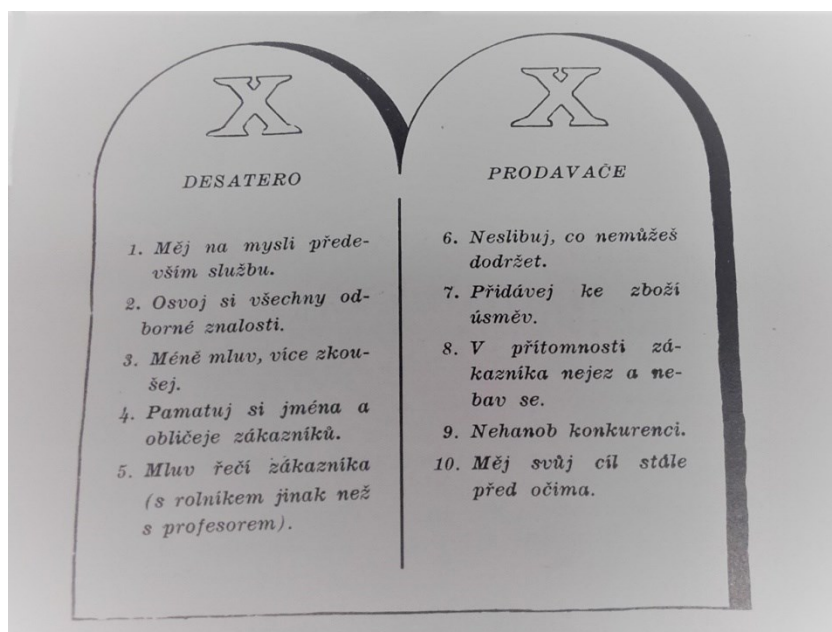 X
DESATERO
1. Měj na mysli přede-
vším službu.
2. Osvoj si všechny od-
borné znalosti.
3. Méně mluv, více zkou-
šej.
4. Pamatuj si jména a
obličeje zákazníků.
5. Mluv řečí zákazníka
(s rolníkem jinak než
s profesorem).
X
PRODAVAČE
6. Neslibuj, co nemůžeš
dodržet.
7. Přidávej ke zboží
úsměv.
8. V přítomnosti zá-
kazníka nejez a ne-
bav se.
9. Nehanob konkurenci.
10. Měj svůj cíl stále
před očima.